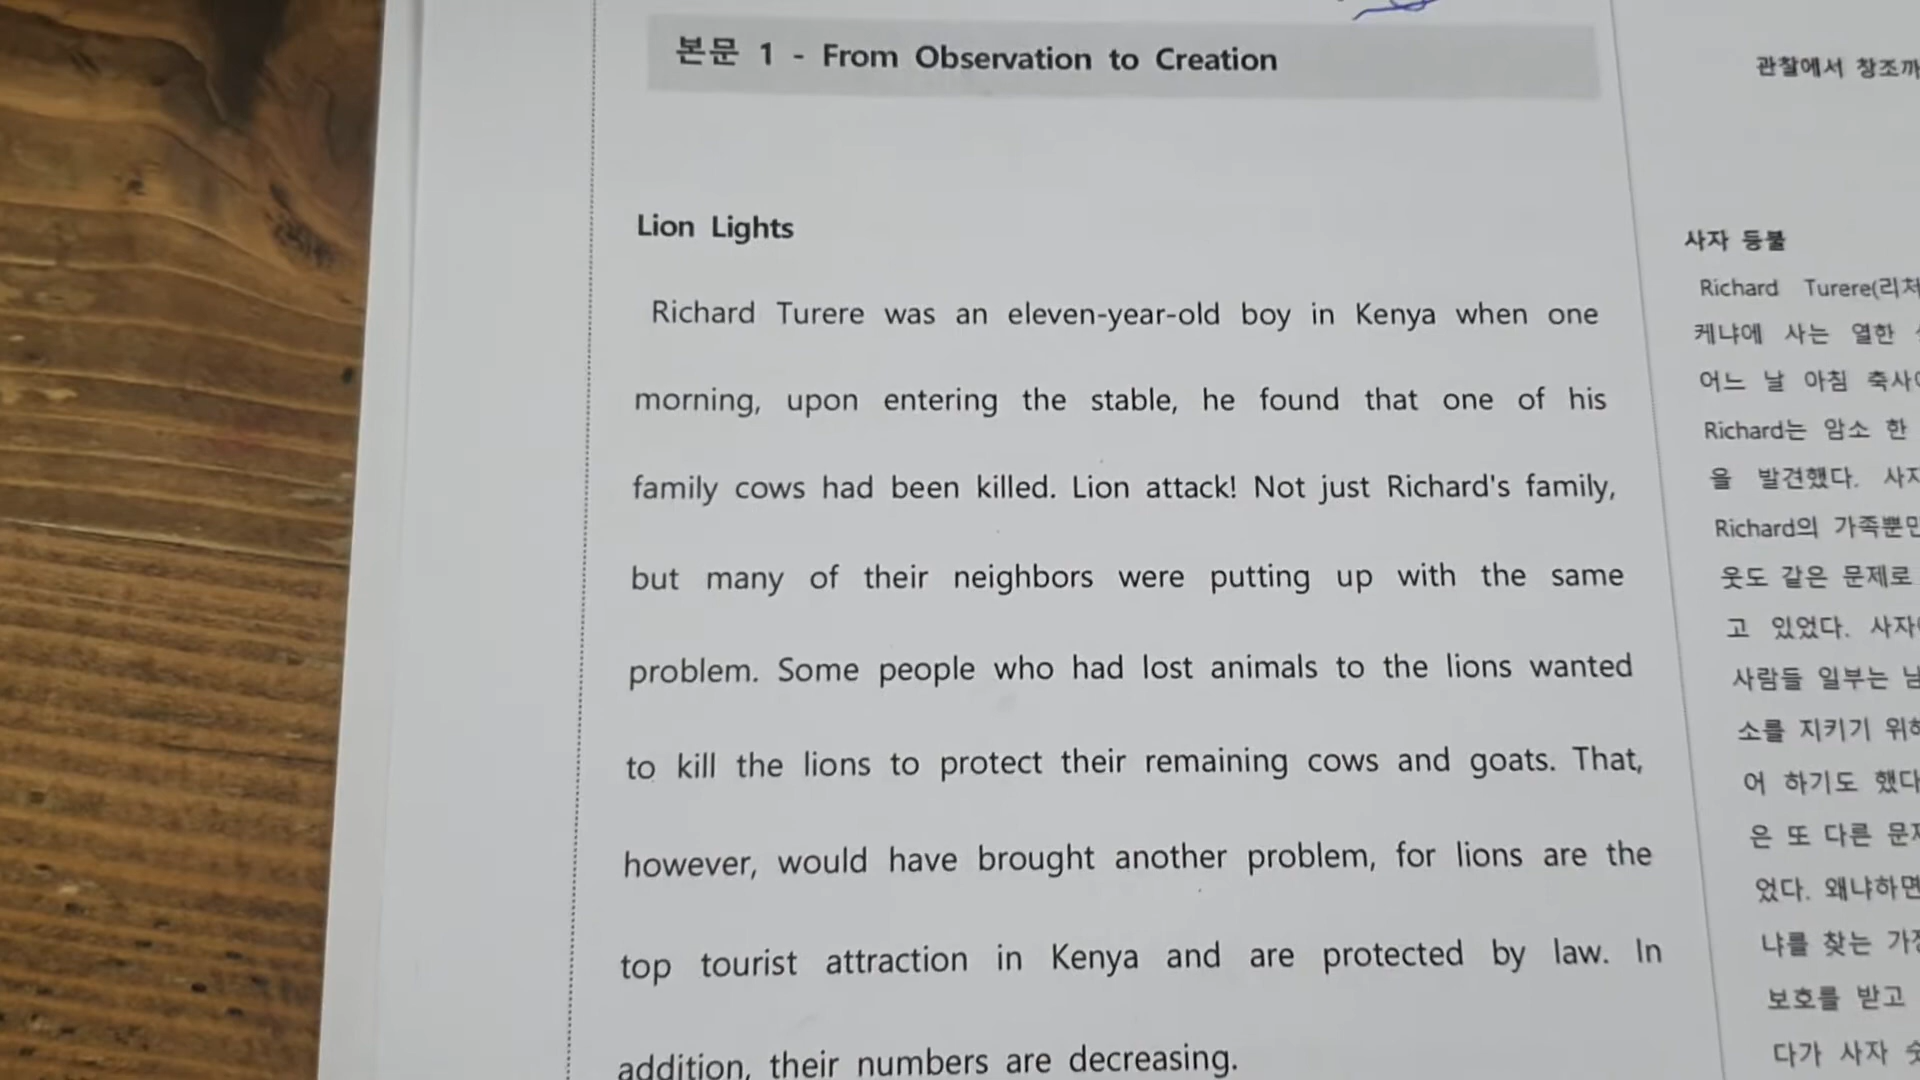 본문 1 - From Observation to Creation
Lion Lights
Richard Turere was an eleven-year-old boy in Kenya when one
morning, upon entering the stable, he found that one of his
family cows had been killed. Lion attack! Not just Richard's family,
but many of their neighbors were putting up with the same
problem. Some people who had lost animals to the lions wanted
to kill the lions to protect their remaining cows and goats. That,
however, would have brought another problem, for lions are the
top tourist attraction in Kenya and are protected by law. In
addition, their numbers are decreasing.
관찰에서 창조까
사자 등불
Richard Turere(리처
케냐에 사는 열한
어느 날 아침 축사에
Richard는 암소 한
을 발견했다. 사자
Richard의 가족뿐만
웃도 같은 문제로
고 있었다. 사자에
사람들 일부는 남
소를 지키기 위해
어 하기도 했다
은 또 다른 문제
었다. 왜냐하면
냐를 찾는 가장
보호를 받고
다가 사자 숫